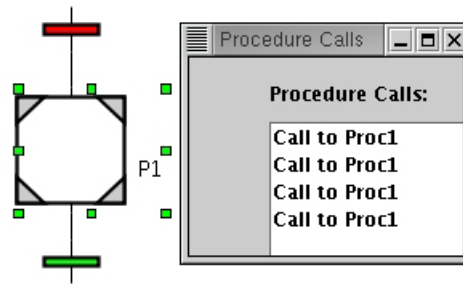 Procedure Calls
Procedure Calls:
Call to Proc1
Call to Proc1
Call to Proc1
Call to Proc1
P1